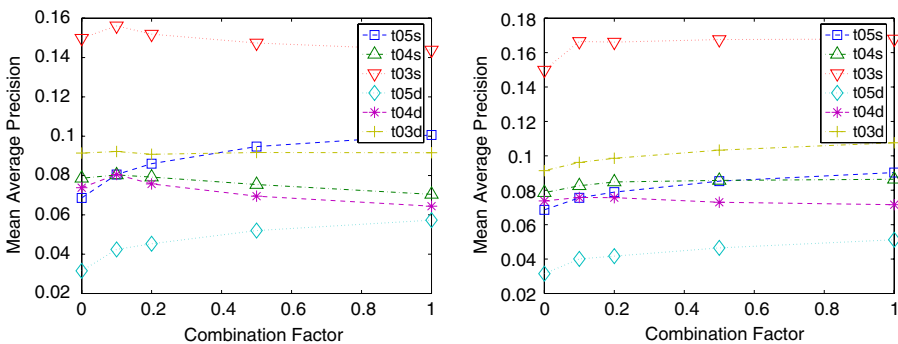 0.16
0.14
0.12
0.1
0.08
0.06
0.04
0.02
0
0.2
0.4
0.6
0.8
1
Mean Average Precision
Combination Factor
t05s
t04s
t03s
t05d
t04d
t03d
0.18
0.16
0.14
0.12
0.1
0.08
0.06
0.04
0.02
0
0.2
0.4
0.6
0.8
1
Mean Average Precision
Combination Factor
t05s
t04s
t03s
t05d
t04d
t03d